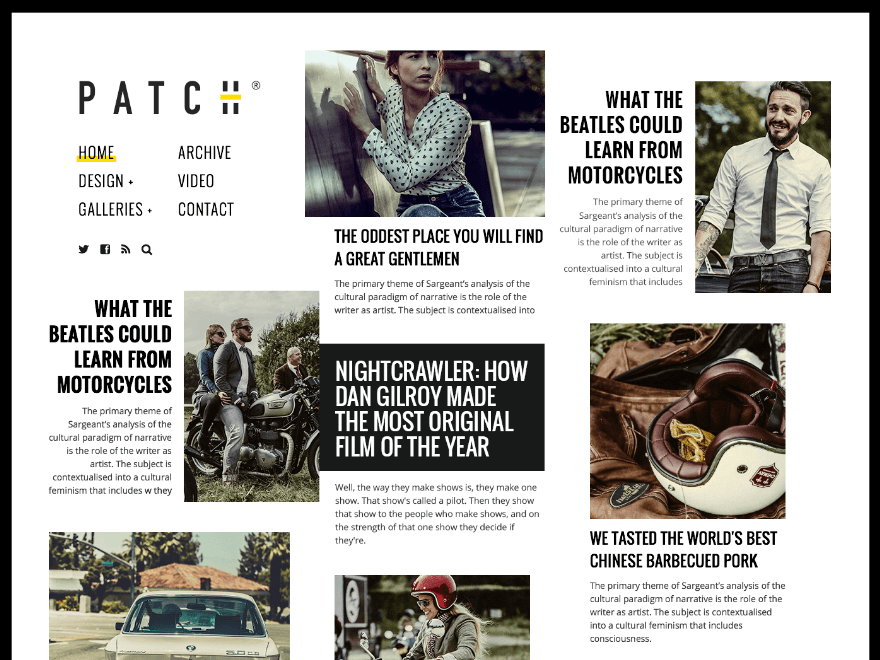 PATCH®
HOME
ARCHIVE
DESIGN +
VIDEO
GALLERIES +
CONTACT
WHAT THE
BEATLES COULD
LEARN FROM
MOTORCYCLES
The primary theme of
Sargeant's analysis of the
cultural paradigm of narrative
is the role of the writer as
artist. The subject is
contextualised into a cultural
feminism that includes w they
THE ODDEST PLACE YOU WILL FIND
A GREAT GENTLEMEN
The primary theme of Sargeant's analysis of the
cultural paradigm of narrative is the role of the
writer as artist. The subject is contextualised into
NIGHTCRAWLER: HOW
DAN GILROY MADE
THE MOST ORIGINAL
FILM OF THE YEAR
Well, the way they make shows is, they make one
show. That show's called a pilot. Then they show
that show to the people who make shows, and on
the strength of that one show they decide if
they're.
WHAT THE
BEATLES COULD
LEARN FROM
MOTORCYCLES
The primary theme of
Sargeant's analysis of the
cultural paradigm of narrative
is the role of the writer as
artist. The subject is
contextualised into a cultural
feminism that includes
WE TASTED THE WORLD'S BEST
CHINESE BARBECUED PORK
The primary theme of Sargeant's analysis of the
cultural paradigm of narrative is the role of the
writer as artist. The subject is contextualised
into a cultural feminism that includes
consciousness.